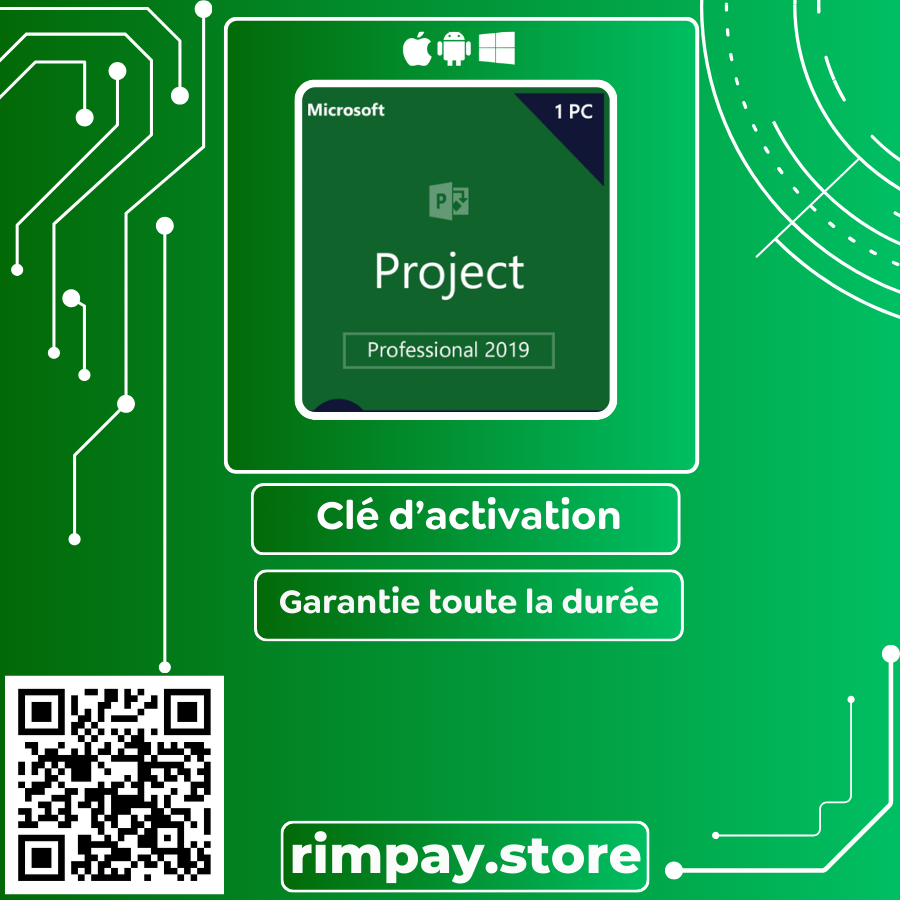 Microsoft
1 PC
P
Project
Professional 2019
Clé d'activation
Garantie toute la durée
rimpay.store